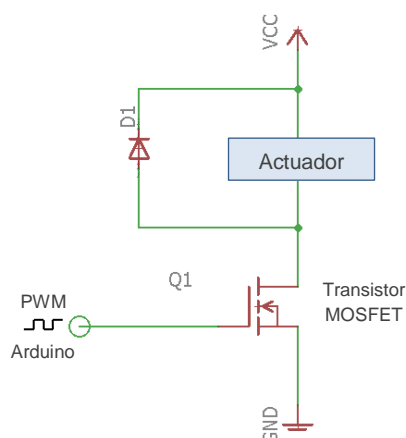 VCC
D1
Actuador
Q1
Transistor
MOSFET
PWM
Arduino
GND